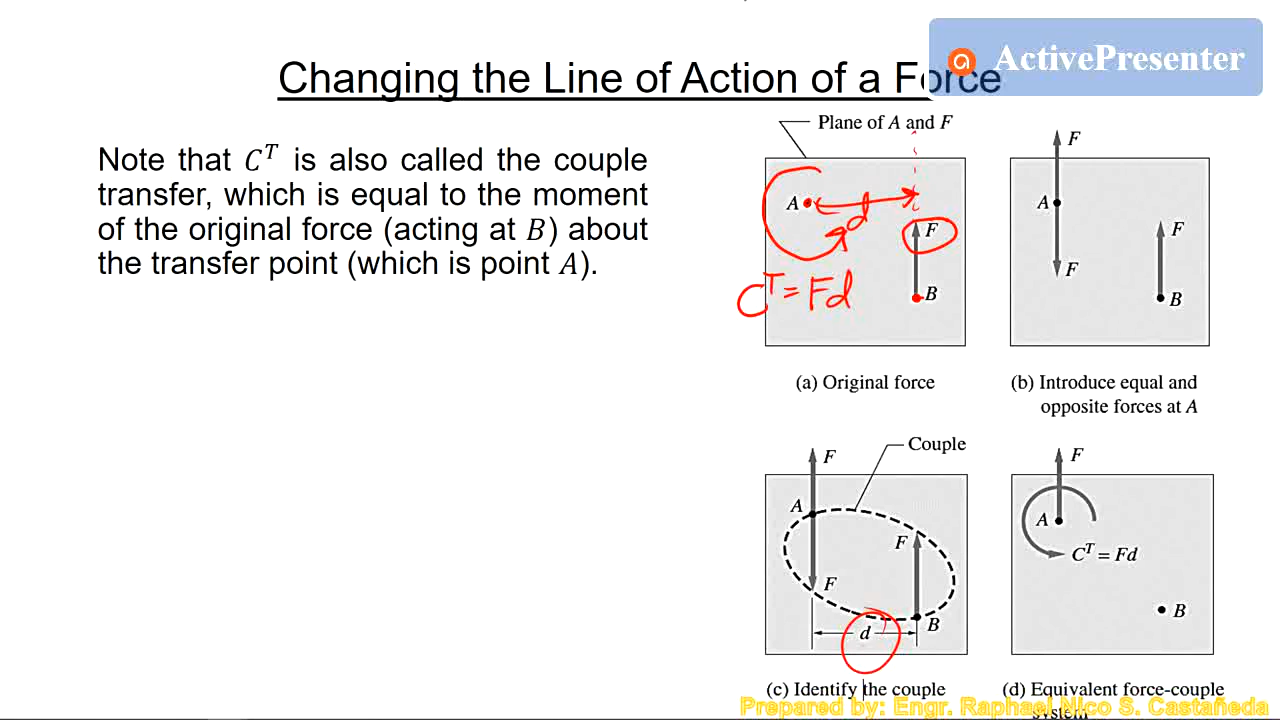 ActivePresenter
Changing the Line of Action of a Force
Note that C^T is also called the couple
transfer, which is equal to the moment
of the original force (acting at B) about
the transfer point (which is point A).
Plane of A and F
A
d
F
B
C^T = Fd
(a) Original force
F
A
F
F
B
(b) Introduce equal and
opposite forces at A
Couple
F
A
F
F
B
d
(c) Identify the couple
F
A
C^T = Fd
B
(d) Equivalent force-couple
system
Prepared by: Engr. Raphael Nico S. Castañeda